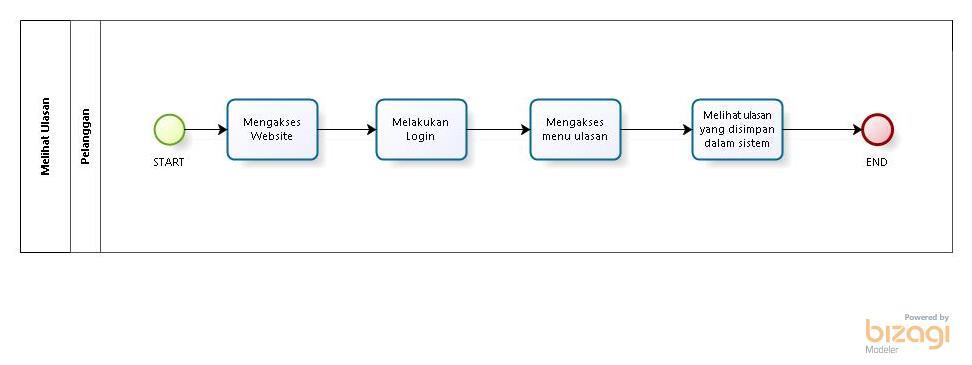 Melihat Ulasan
Pelanggan
START
Mengakses
Website
Melakukan
Login
Mengakses
menu ulasan
Melihat ulasan
yang disimpan
dalam sistem
END
Powered by
bizagi
Modeler